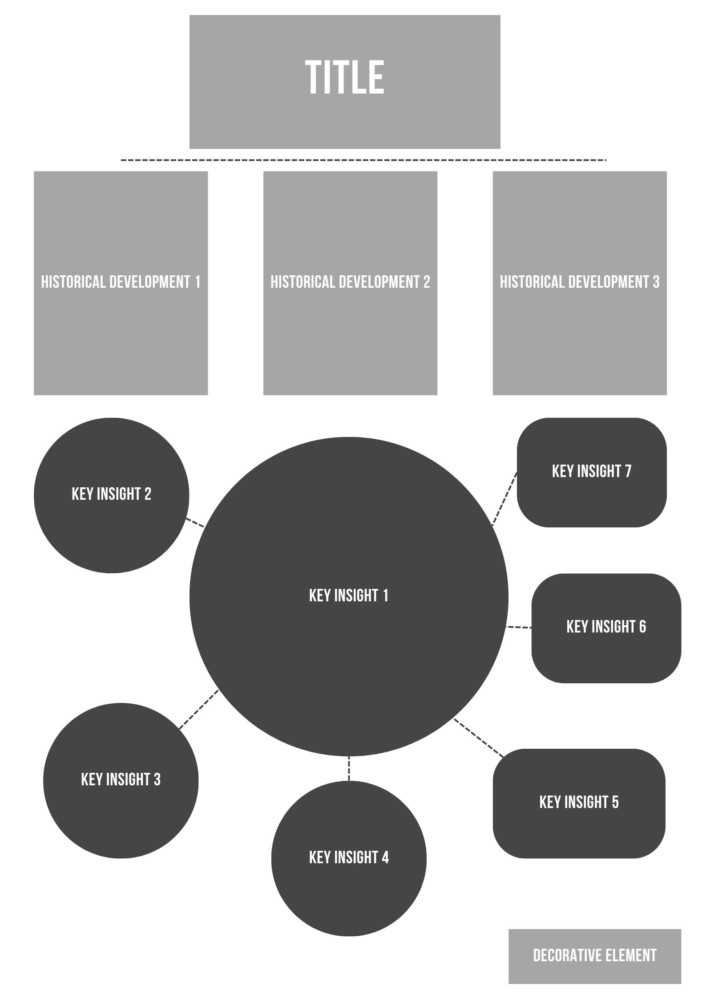 TITLE
HISTORICAL DEVELOPMENT 1
HISTORICAL DEVELOPMENT 2
HISTORICAL DEVELOPMENT 3
KEY INSIGHT 7
KEY INSIGHT 2
KEY INSIGHT 1
KEY INSIGHT 6
KEY INSIGHT 3
KEY INSIGHT 5
KEY INSIGHT 4
DECORATIVE ELEMENT